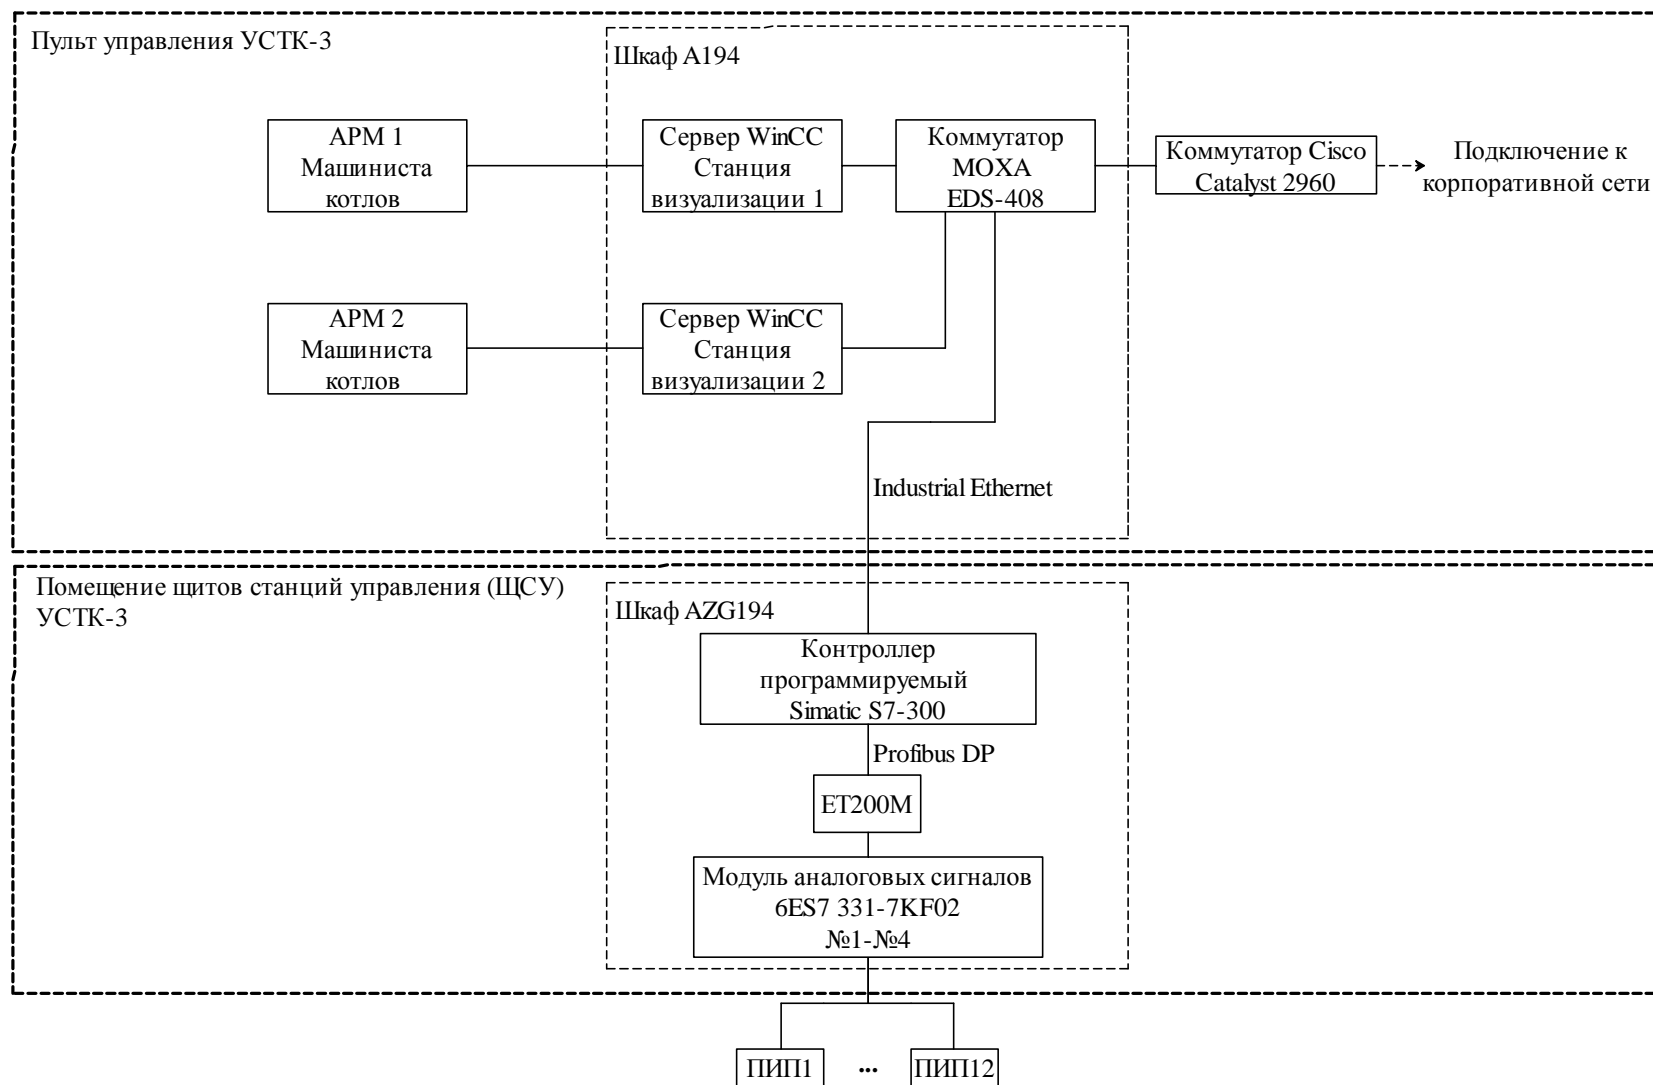 Пульт управления УСТК-3
Шкаф А194
АРМ 1
Машиниста
котлов
Сервер WinCC
Станция
визуализации 1
Коммутатор
MOXA
EDS-408
Коммутатор Cisco
Catalyst 2960
Подключение к
корпоративной сети
АРМ 2
Машиниста
котлов
Сервер WinCC
Станция
визуализации 2
Industrial Ethernet
Помещение щитов станций управления (ЩСУ)
УСТК-3
Шкаф AZG194
Контроллер
программируемый
Simatic S7-300
Profibus DP
ET200M
Модуль аналоговых сигналов
6ES7 331-7KF02
№1-№4
ПИП1
...
ПИП12